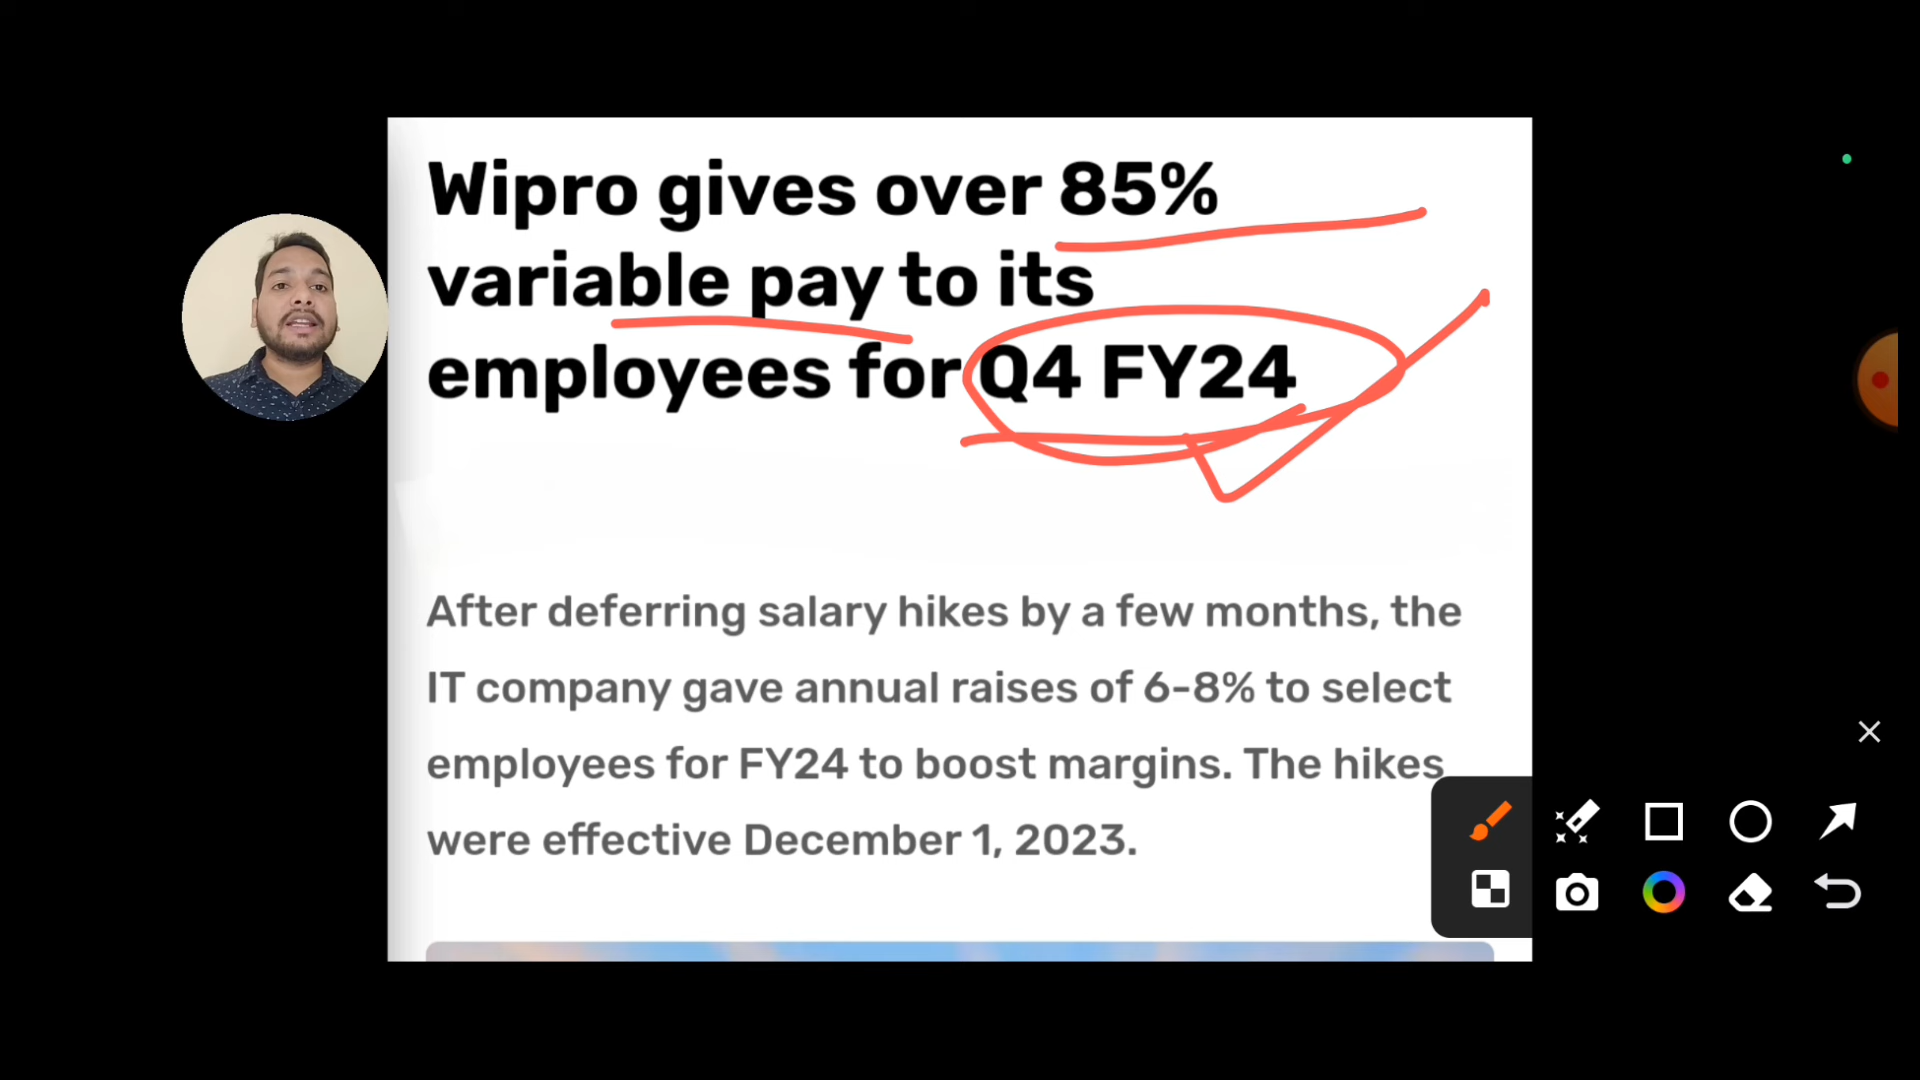 Wipro gives over 85%
variable pay to its
employees for Q4 FY24
After deferring salary hikes by a few months, the
IT company gave annual raises of 6-8% to select
employees for FY24 to boost margins. The hikes
were effective December 1, 2023.